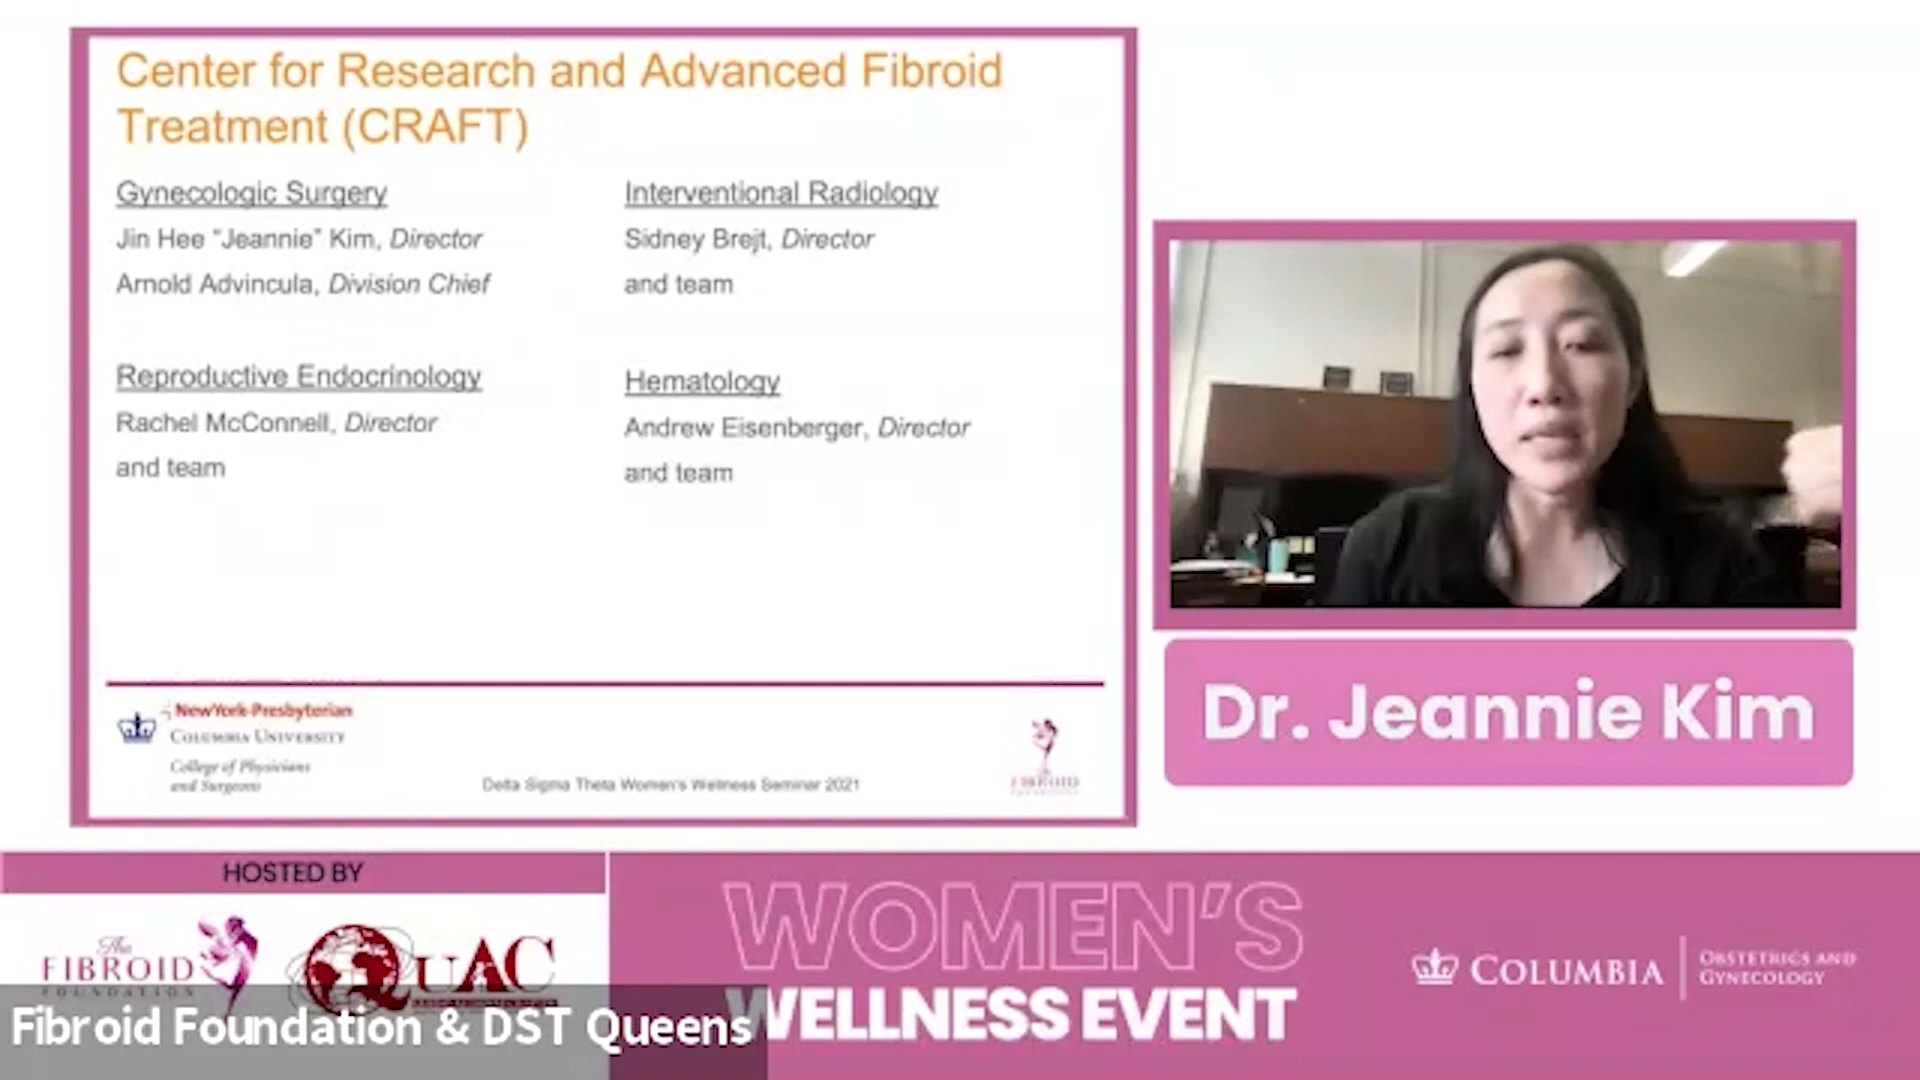 Center for Research and Advanced Fibroid
Treatment (CRAFT)
Gynecologic Surgery
Jin Hee "Jeannie" Kim, Director
Arnold Advincula, Division Chief
Interventional Radiology
Sidney Brejt, Director
and team
Reproductive Endocrinology
Rachel McConnell, Director
and team
Hematology
Andrew Eisenberger, Director
and team
NewYork-Presbyterian
COLUMBIA UNIVERSITY
College of Physicians
and Surgeons
Delta Sigma Theta Women's Wellness Seminar 2021
FIBROID
Dr. Jeannie Kim
HOSTED BY
The
FIBROID
FOUNDATION
QUAC
WOMEN'S
WELLNESS EVENT
COLUMBIA
OBSTETRICS AND
GYNECOLOGY
Fibroid Foundation & DST Queens